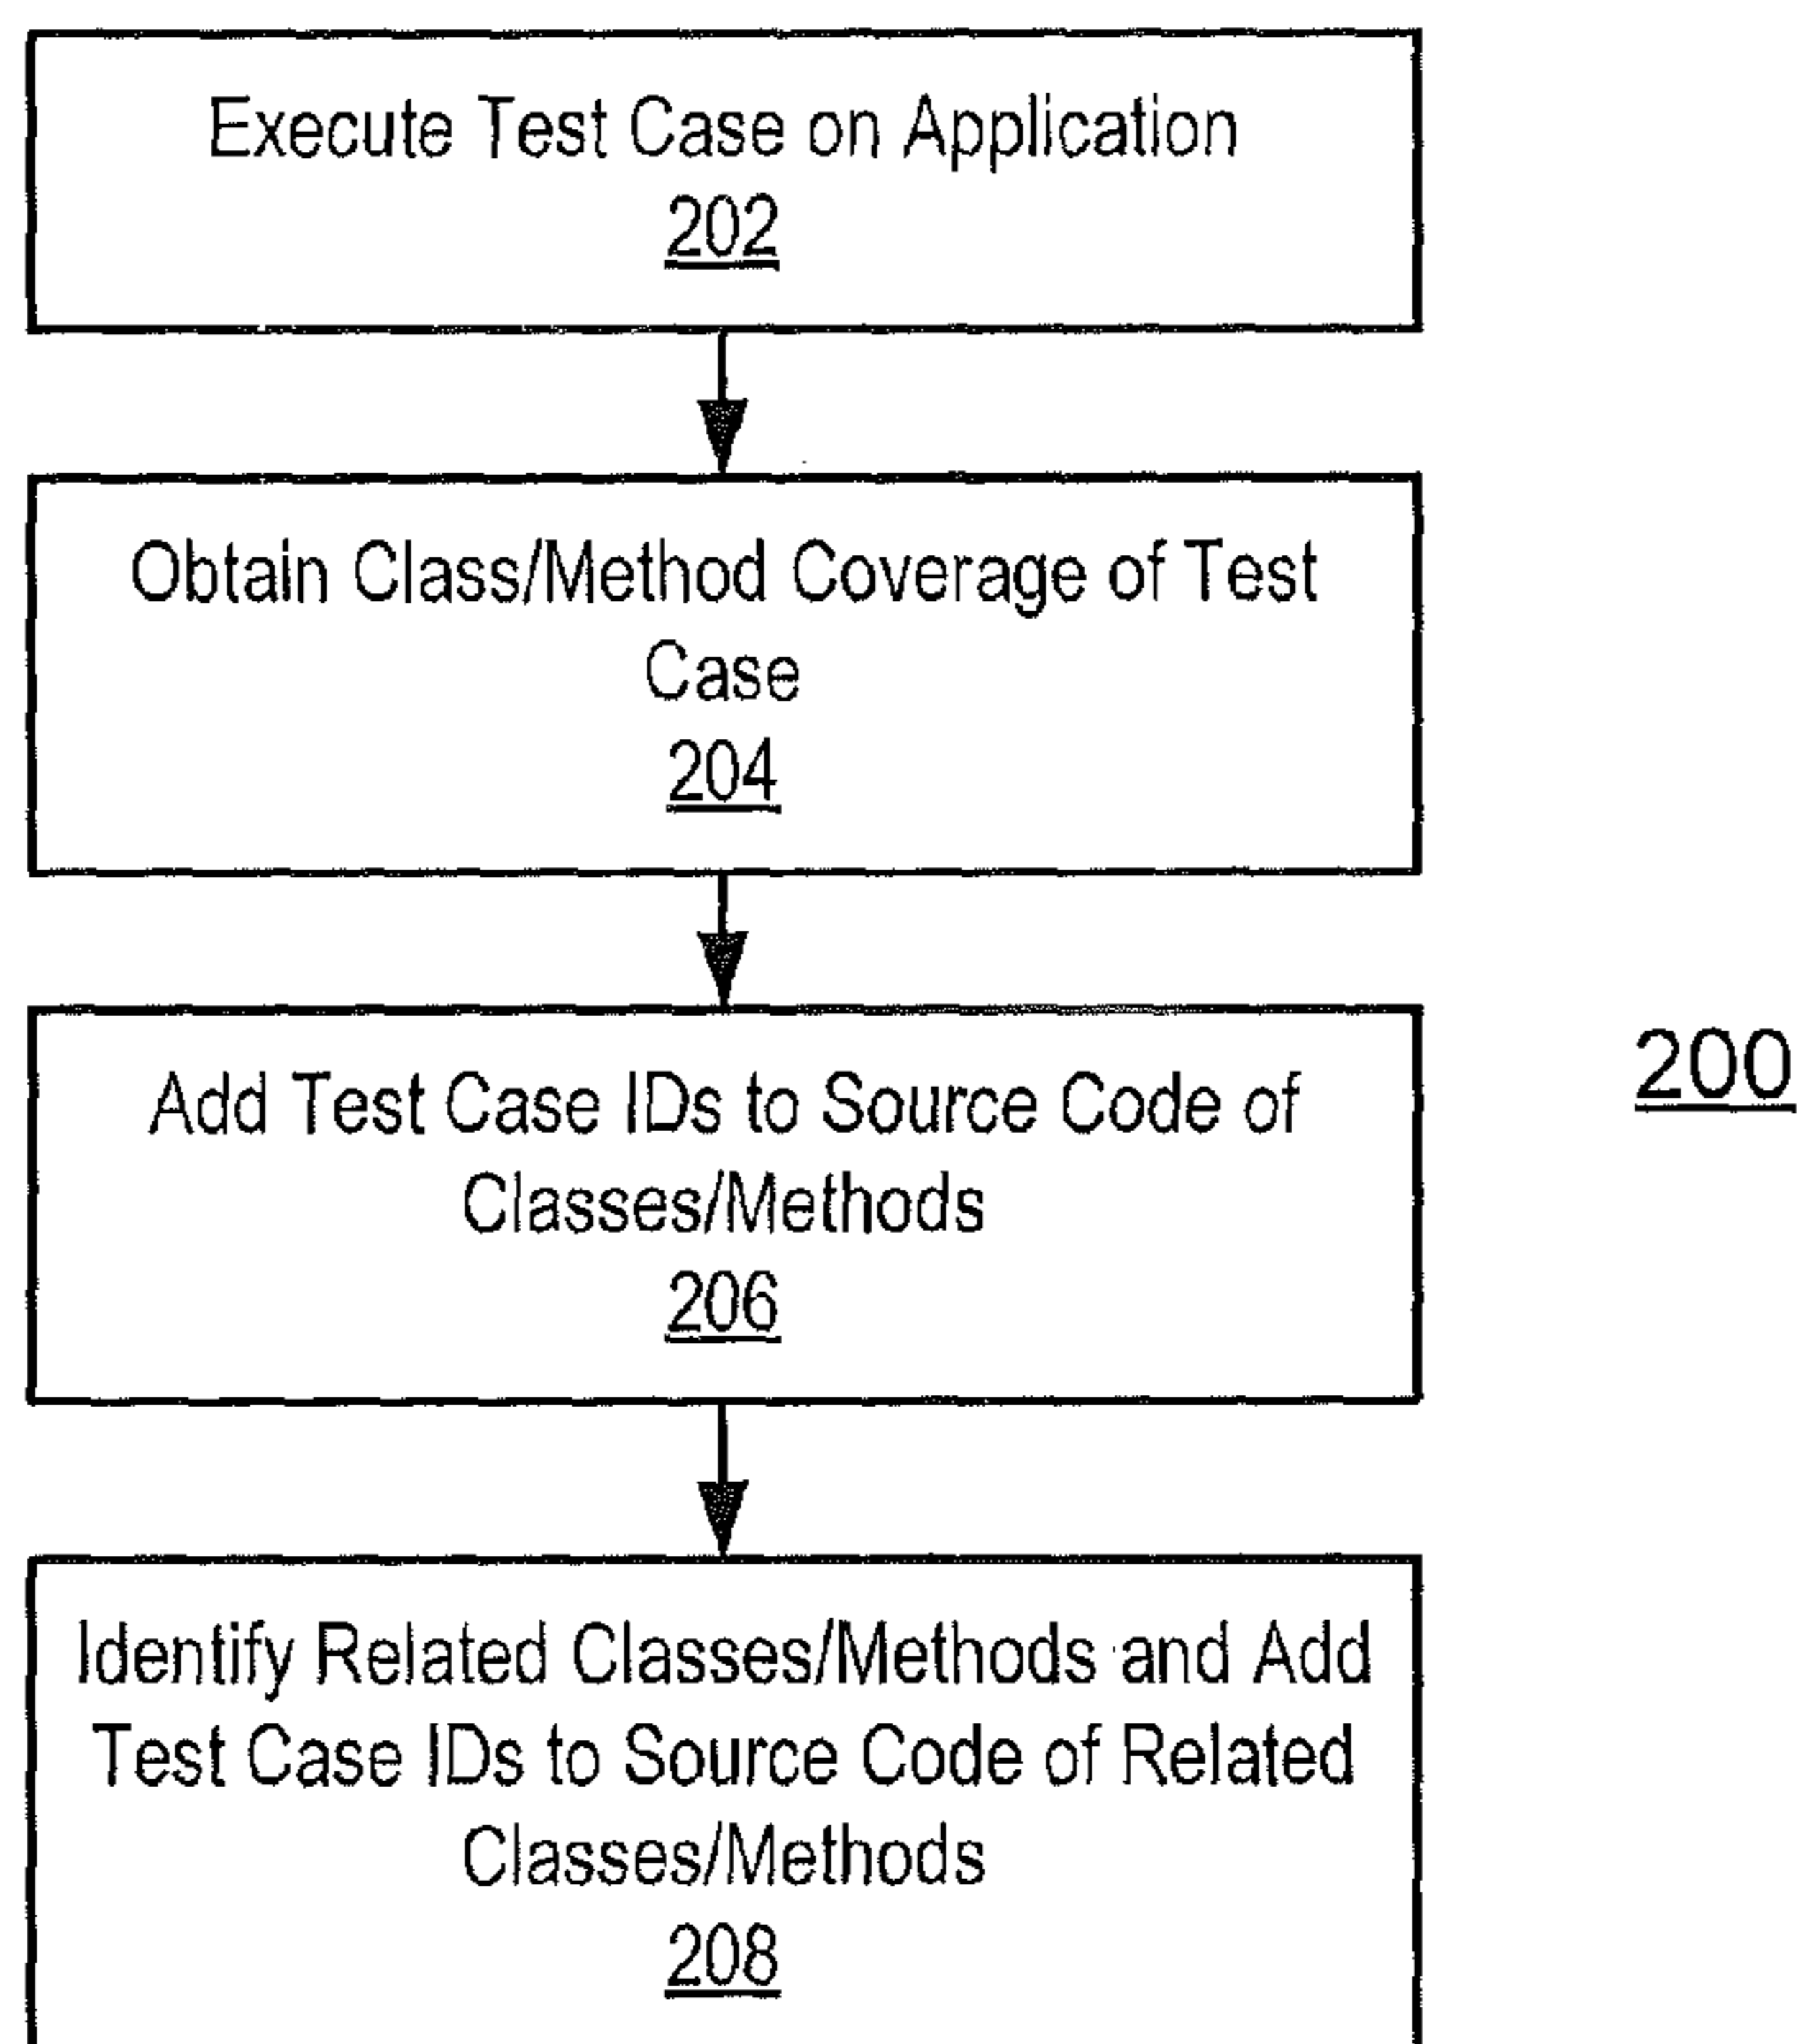 Execute Test Case on Application
202
Obtain Class/Method Coverage of Test
Case
204
Add Test Case IDs to Source Code of
Classes/Methods
206
200
Identify Related Classes/Methods and Add
Test Case IDs to Source Code of Related
Classes/Methods
208